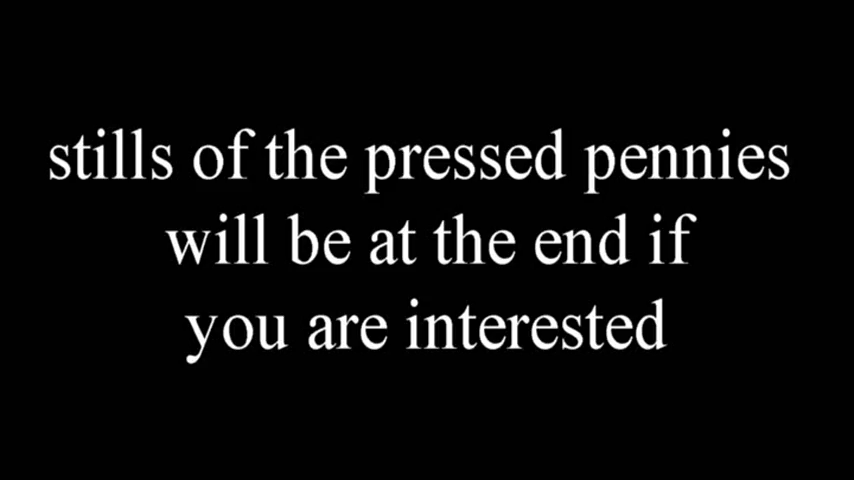 stills of the pressed pennies
will be at the end if
you are interested